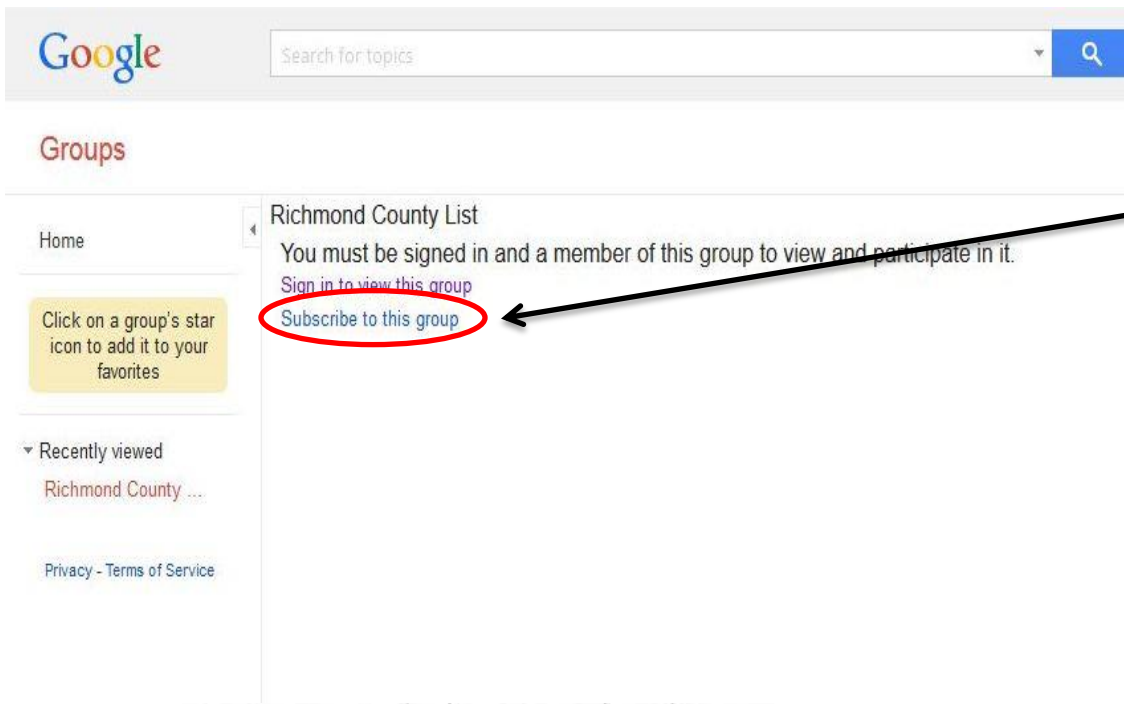 Google
Search for topics
Groups
Home
Click on a group's star
icon to add it to your
favorites
Recently viewed
Richmond County ...
Privacy - Terms of Service
Richmond County List
You must be signed in and a member of this group to view and participate in it.
Sign in to view this group
Subscribe to this group